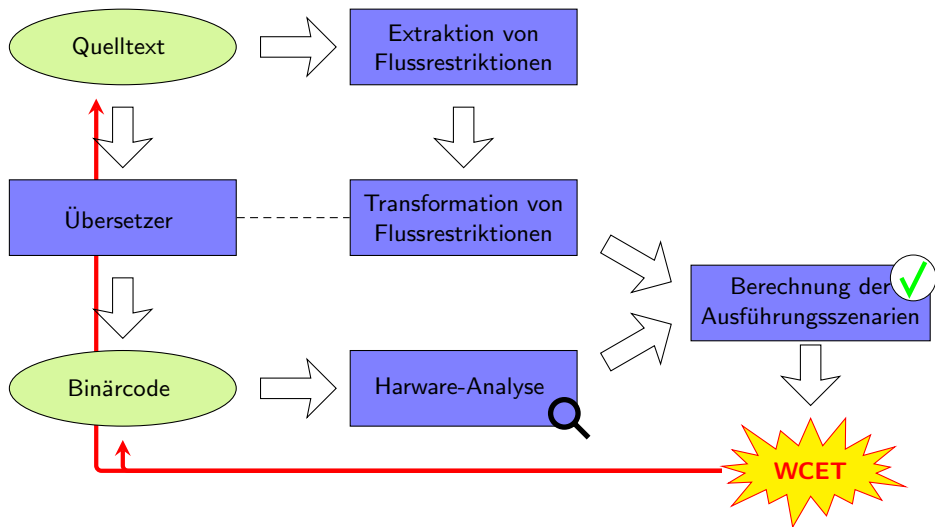 Quelltext
Extraktion von
Flussrestriktionen
Übersetzer
Transformation von
Flussrestriktionen
Berechnung der
Ausführungsszenarien
Binärcode
Harware-Analyse
WCET